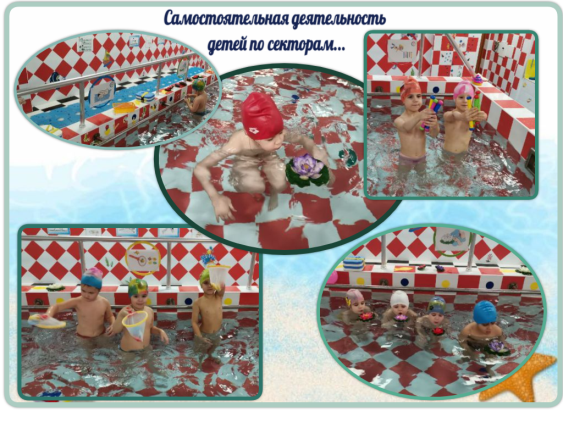 Самостоятельная деятельность
детей по секторам...